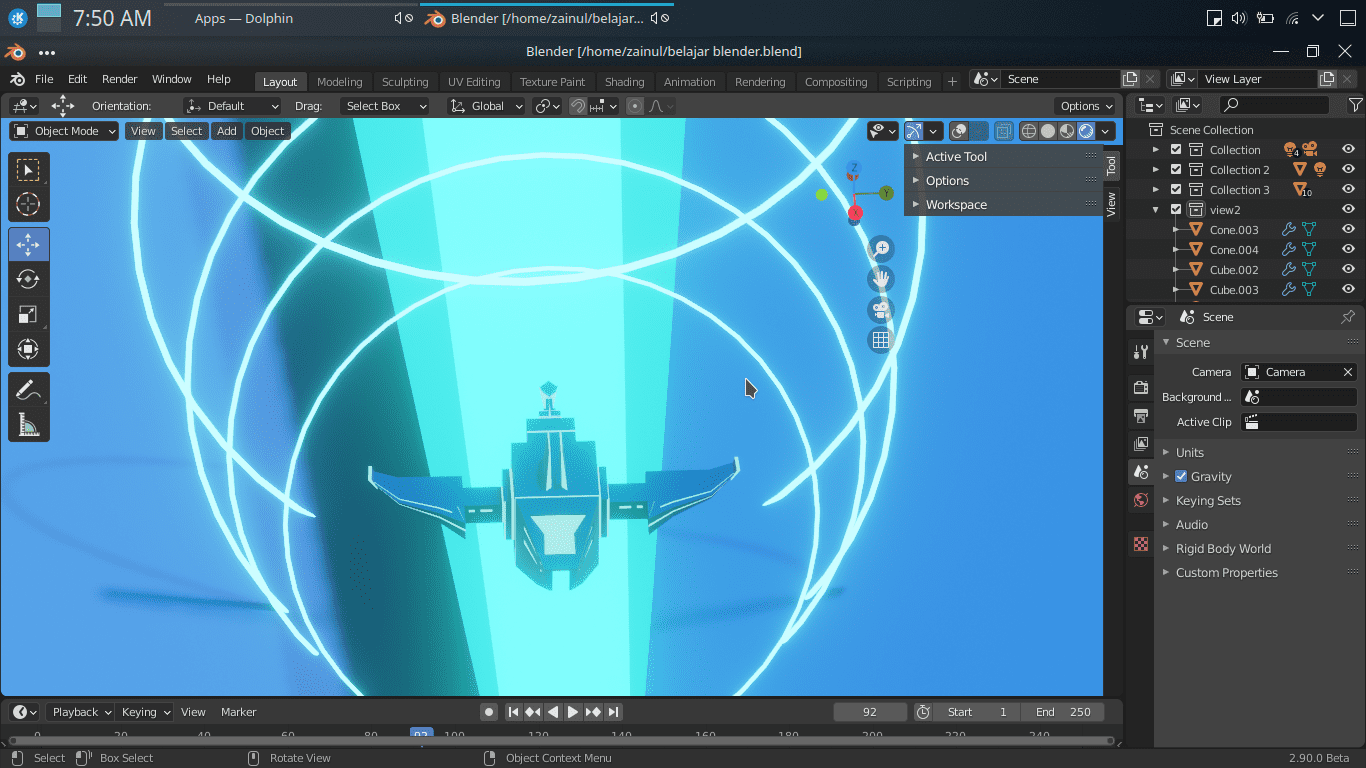 7:50 AM Apps — Dolphin Blender [/home/zainul/belajar...
Blender [/home/zainul/belajar blender.blend]
File Edit Render Window Help Layout Modeling Sculpting UV Editing Texture Paint Shading Animation Rendering Compositing Scripting + Scene View Layer
Orientation: Default Drag: Select Box Global Options
Object Mode View Select Add Object
Active Tool
Options
Workspace
Tool
View
Z
Y
X
Scene Collection
Collection 4
Collection 2
Collection 3 10
view2
Cone.003
Cone.004
Cube.002
Cube.003
Scene
Scene
Camera Camera
Background ...
Active Clip
Units
Gravity
Keying Sets
Audio
Rigid Body World
Custom Properties
Playback Keying View Marker 92 Start 1 End 250
0 20 40 60 80 92 100 120 140 160 180 200 220 240
Select Box Select Rotate View Object Context Menu 2.90.0 Beta